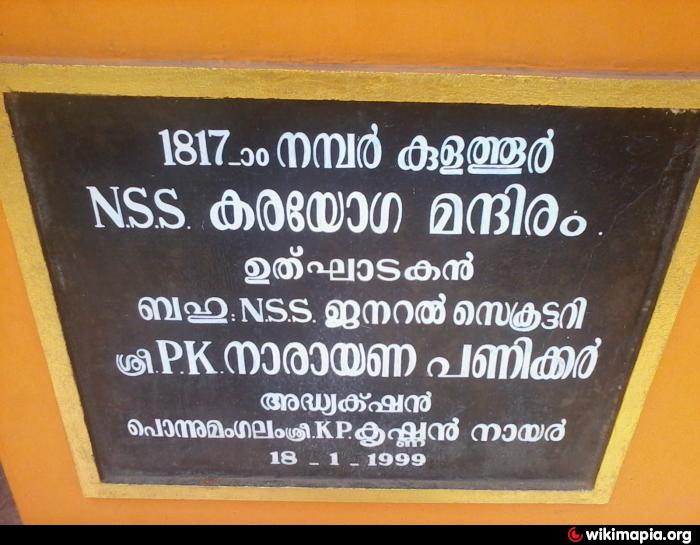 1817-ാം നമ്പർ കുളത്തൂർ
N.S.S. കരയോഗ മന്ദിരം.
ഉത്ഘാടകൻ
ബഹു: N.S.S. ജനറൽ സെക്രട്ടറി
ശ്രീ. P.K. നാരായണ പണിക്കർ
അദ്ധ്യക്ഷൻ
പൊന്നുമംഗലംശ്രീ. K.P. കൃഷ്ണൻ നായർ
18 - 1 - 1999
wikimapia.org